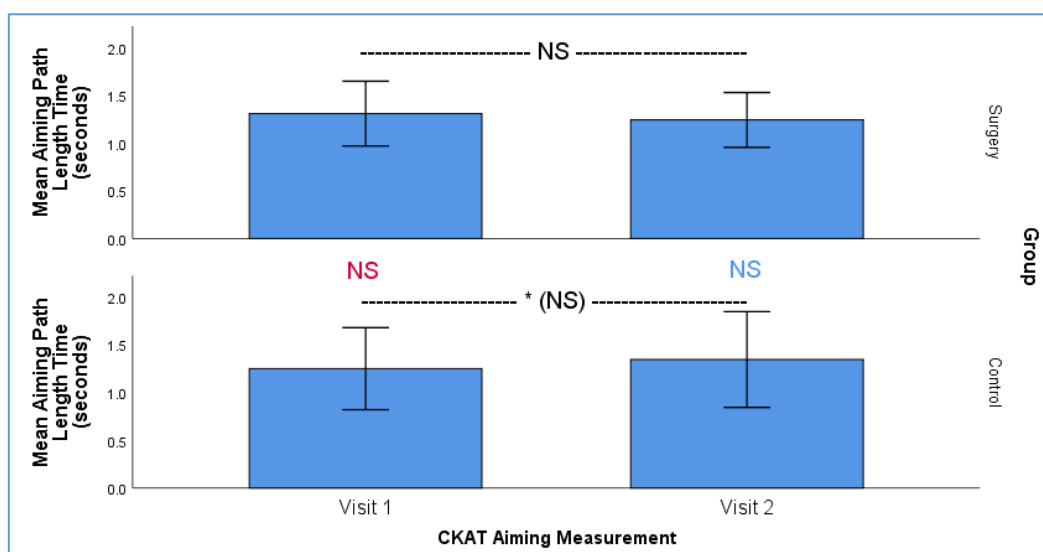 Mean Aiming Path
Length Time
(seconds)
2.0
1.5
1.0
0.5
0.0
---------------------- NS ----------------------
Surgery
Group
NS
NS
Mean Aiming Path
Length Time
(seconds)
2.0
1.5
1.0
0.5
0.0
-------------------- * (NS) --------------------
Control
Visit 1
Visit 2
CKAT Aiming Measurement